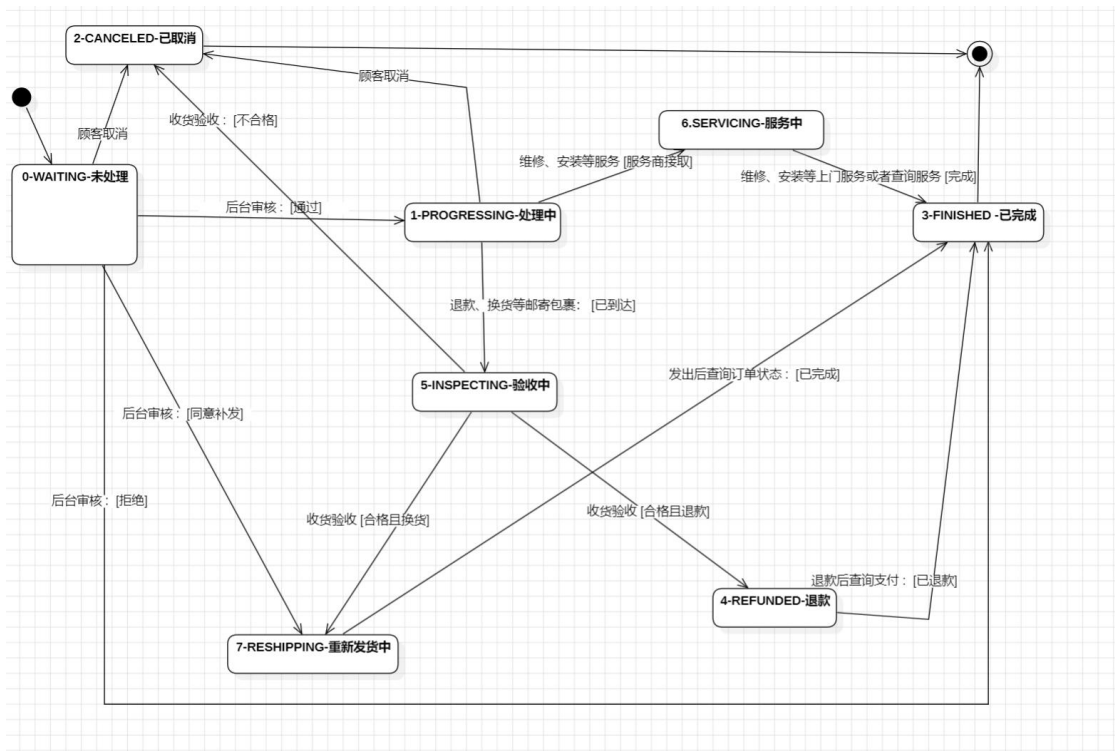 2-CANCELED-已取消
顾客取消
收货验收： [不合格]
6.SERVICING-服务中
顾客取消
维修、安装等服务 [服务商接取]
维修、安装等上门服务或者查询服务 [完成]
0-WAITING-未处理
后台审核： [通过]
1-PROGRESSING-处理中
3-FINISHED -已完成
退款、换货等邮寄包裹： [已到达]
发出后查询订单状态： [已完成]
5-INSPECTING-验收中
后台审核： [同意补发]
后台审核： [拒绝]
收货验收 [合格且换货]
收货验收 [合格且退款]
退款后查询支付： [已退款]
4-REFUNDED-退款
7-RESHIPPING-重新发货中